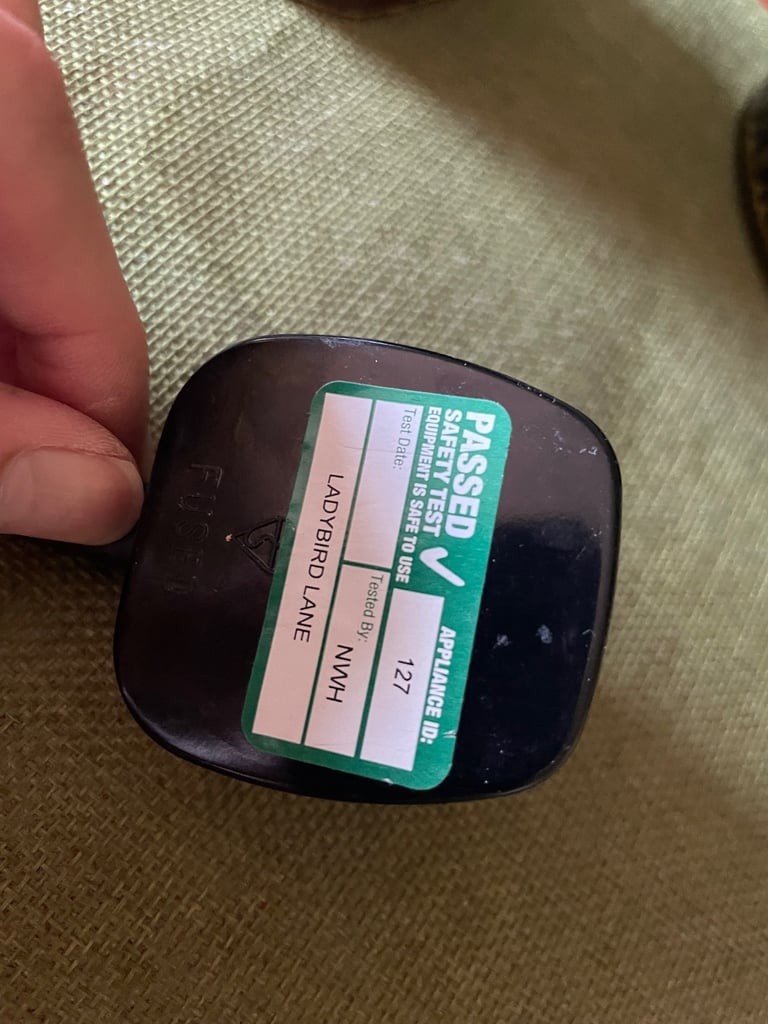 PASSED
SAFETY TEST
EQUIPMENT IS SAFE TO USE
APPLIANCE ID:
127
Test Date:
Tested By:
NWH
LADYBIRD LANE
FUSED